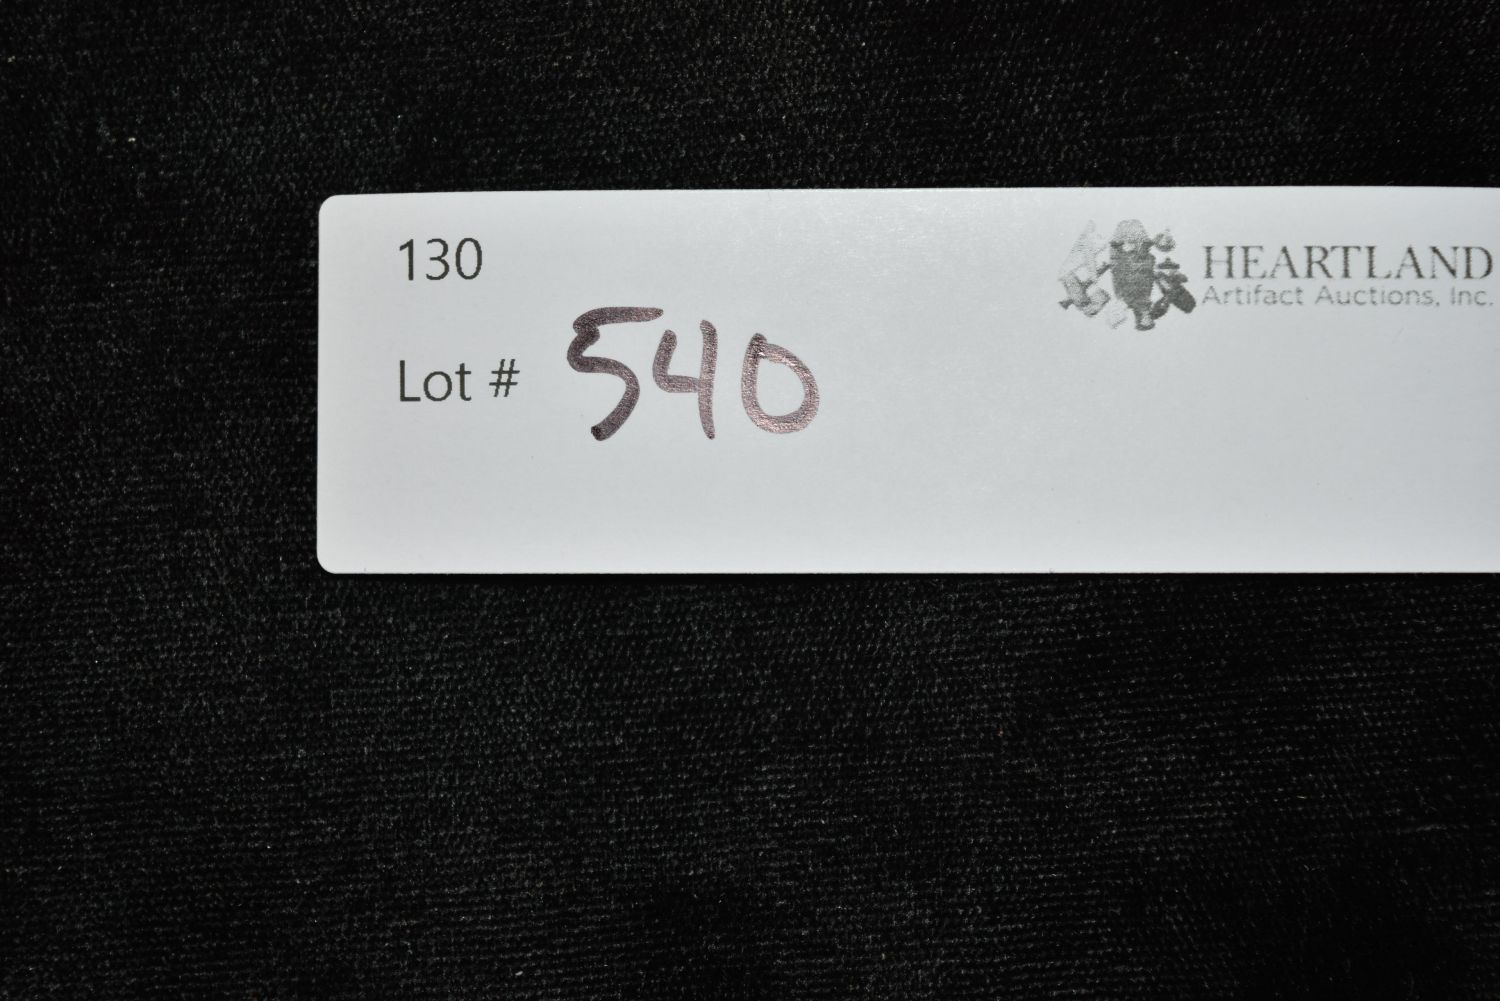 130
HEARTLAND
Artifact Auctions, Inc.
Lot # 540